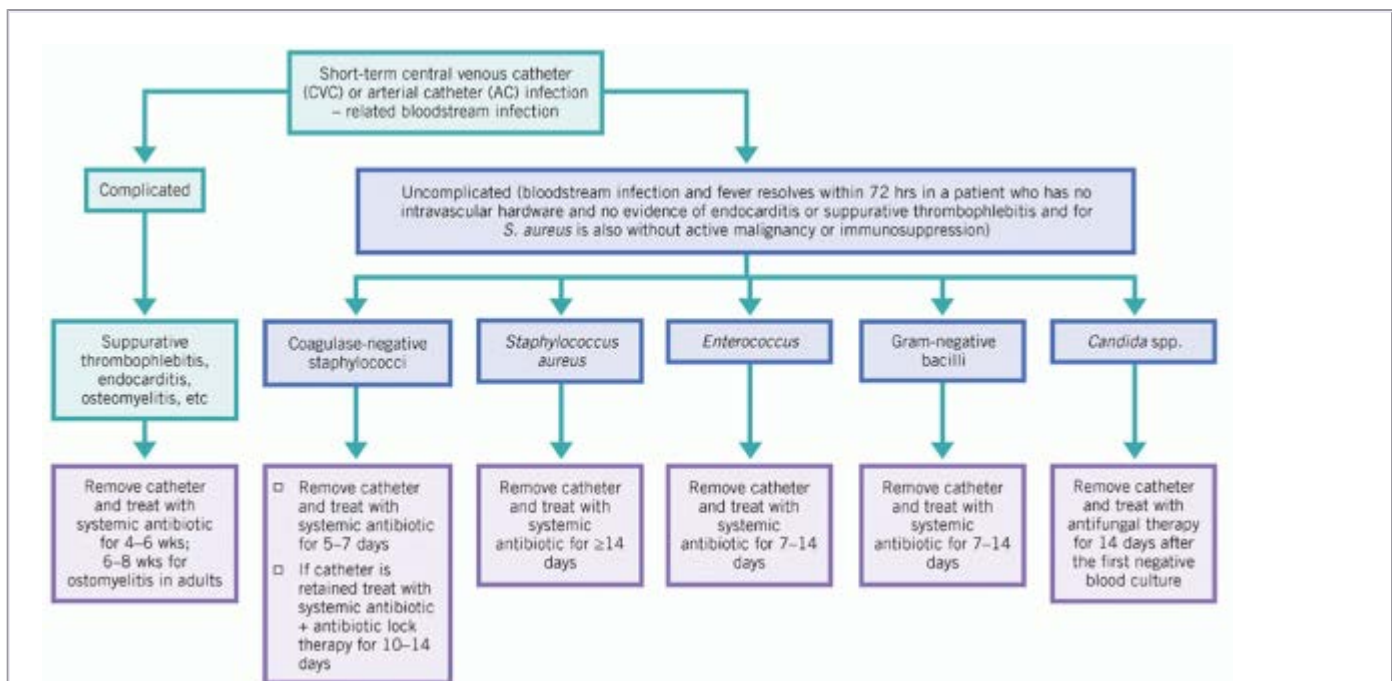 Short-term central venous catheter
(CVC) or arterial catheter (AC) infection
– related bloodstream infection
Complicated
Uncomplicated (bloodstream infection and fever resolves within 72 hrs in a patient who has no
intravascular hardware and no evidence of endocarditis or suppurative thrombophlebitis and for
S. aureus is also without active malignancy or immunosuppression)
Suppurative
thrombophlebitis,
endocarditis,
osteomyelitis, etc
Coagulase-negative
staphylococci
Staphylococcus
aureus
Enterococcus
Gram-negative
bacilli
Candida spp.
Remove catheter
and treat with
systemic antibiotic
for 4–6 wks;
6–8 wks for
ostomyelitis in adults
□ Remove catheter
and treat with
systemic antibiotic
for 5–7 days
□ If catheter is
retained treat with
systemic antibiotic
+ antibiotic lock
therapy for 10–14
days
Remove catheter
and treat with
systemic
antibiotic for ≥14
days
Remove catheter
and treat with
systemic
antibiotic for 7–14
days
Remove catheter
and treat with
systemic
antibiotic for 7–14
days
Remove catheter
and treat with
antifungal therapy
for 14 days after
the first negative
blood culture